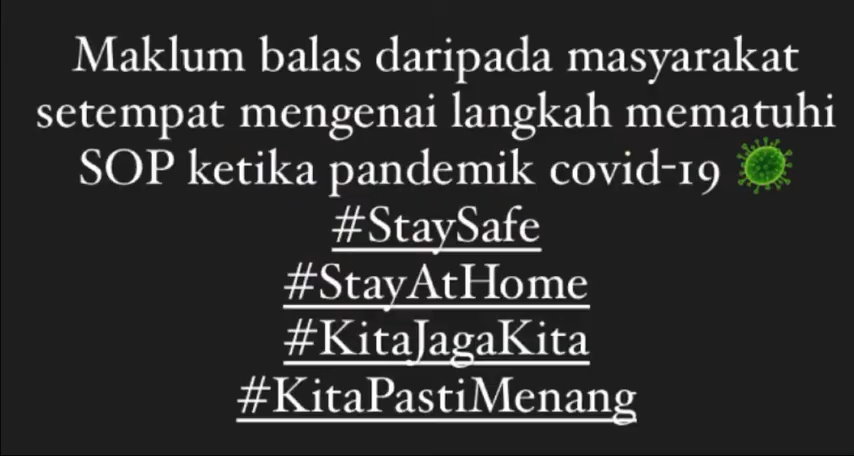 Maklum balas daripada masyarakat
setempat mengenai langkah mematuhi
SOP ketika pandemik covid-19 🦠
#StaySafe
#StayAtHome
#KitaJagaKita
#KitaPastiMenang